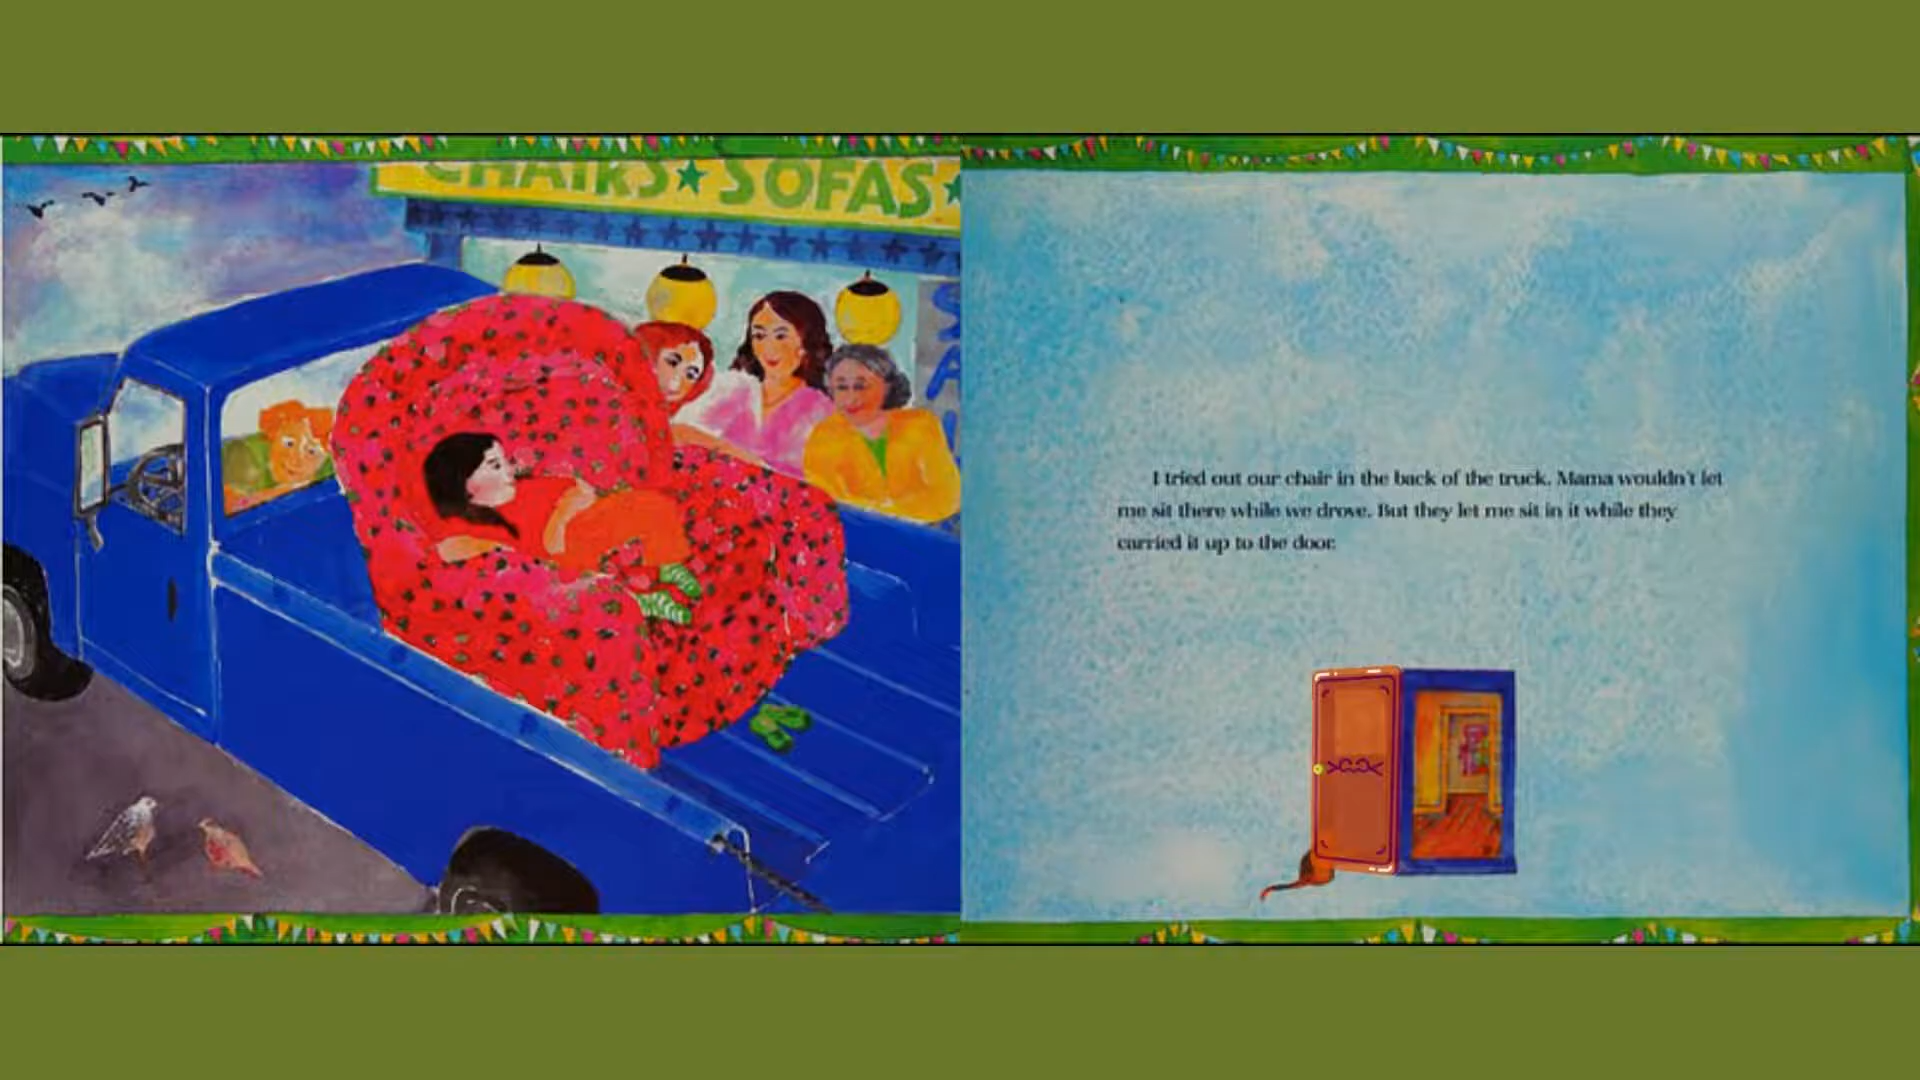 CHAIRS ★ SOFAS ★
I tried out our chair in the back of the truck. Mama wouldn't let
me sit there while we drove. But they let me sit in it while they
carried it up to the door.